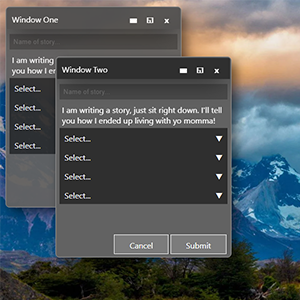 Window One
x
Name of story...
I am writing
you how I e
Select...
Select...
Select...
Select...
Window Two
x
Name of story...
I am writing a story, just sit right down. I'll tell
you how I ended up living with yo momma!
Select...
Select...
Select...
Select...
Cancel
Submit